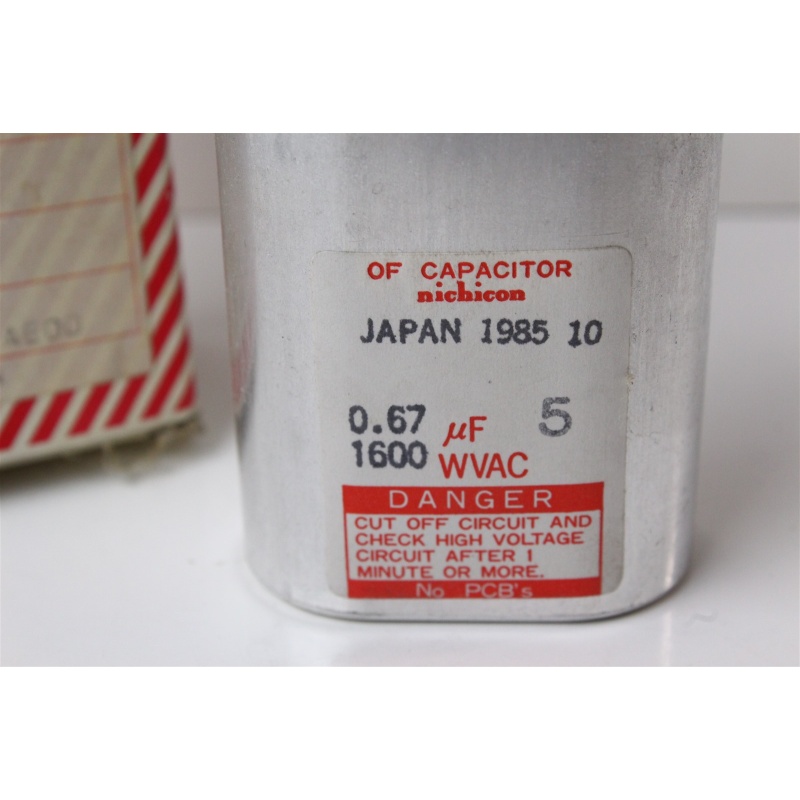 OF CAPACITOR
nichicon
JAPAN 1985 10
0.67 µF 5
1600 WVAC
DANGER
CUT OFF CIRCUIT AND
CHECK HIGH VOLTAGE
CIRCUIT AFTER 1
MINUTE OR MORE.
No PCB's